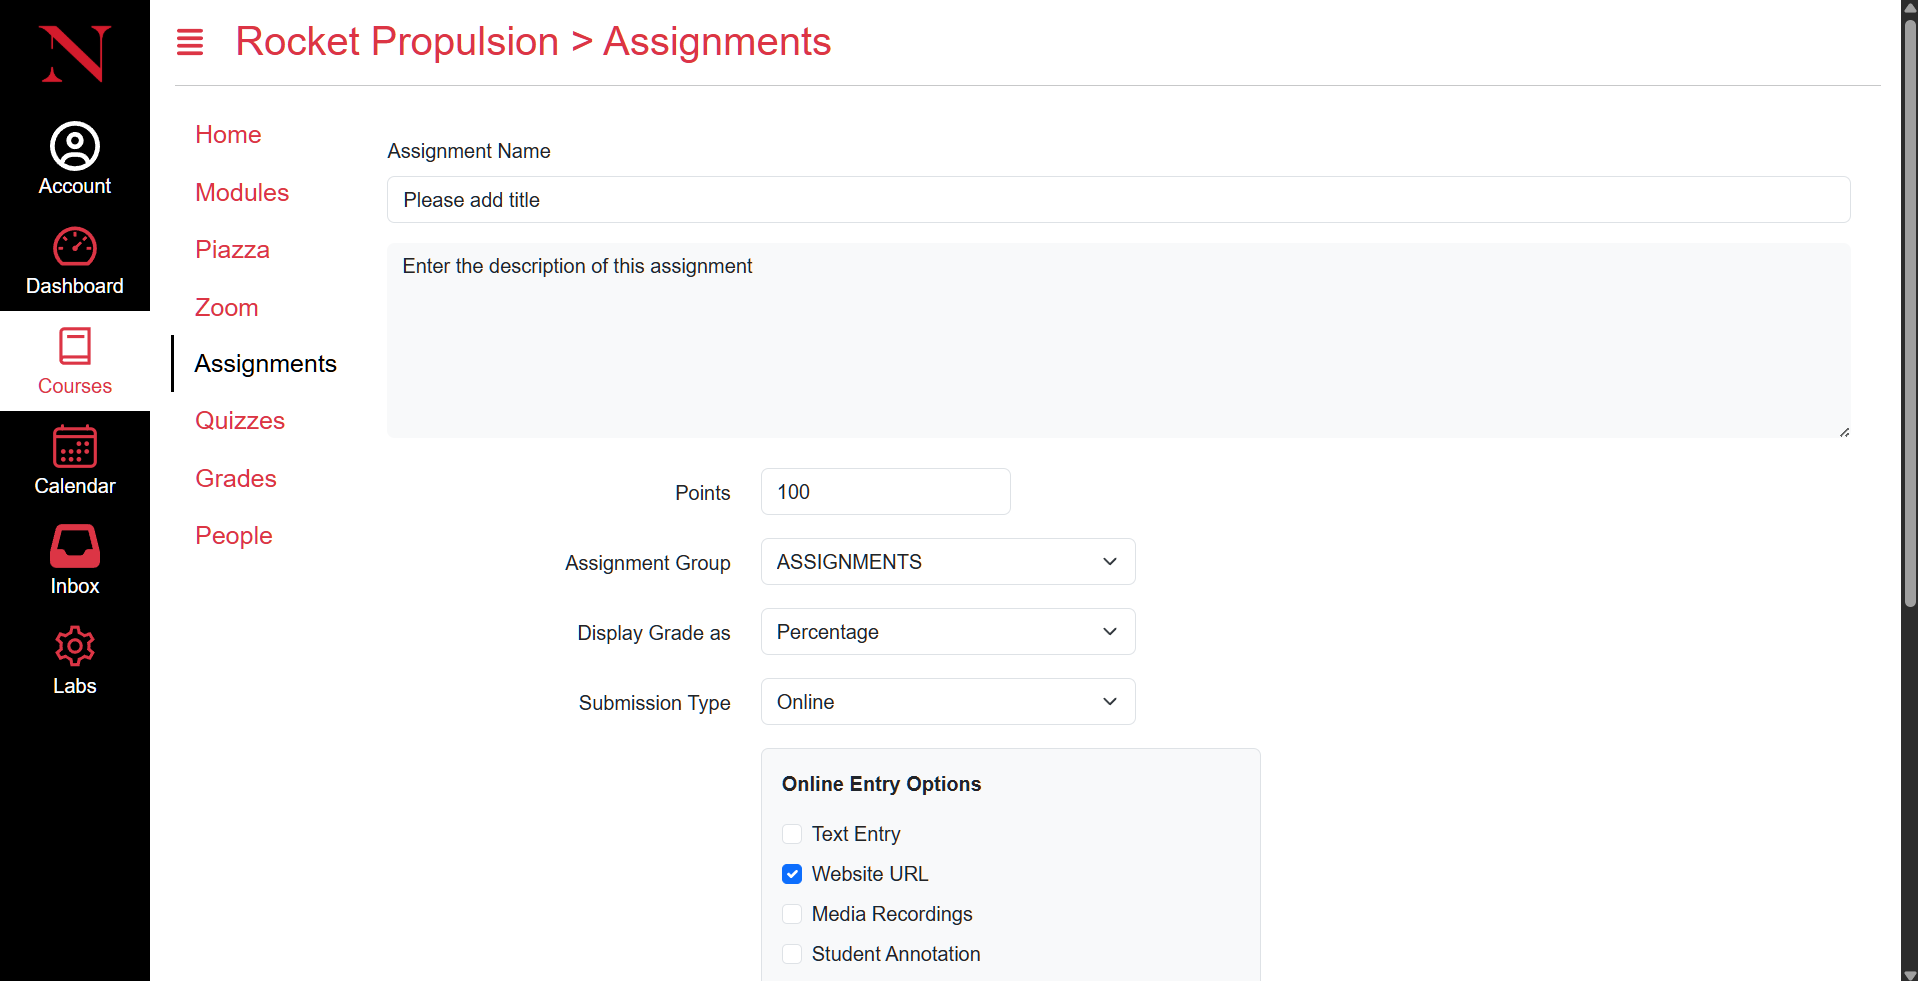 N
Account
Dashboard
Courses
Calendar
Inbox
Labs
Rocket Propulsion > Assignments
Home
Modules
Piazza
Zoom
Assignments
Quizzes
Grades
People
Assignment Name
Please add title
Enter the description of this assignment
Points
100
Assignment Group
ASSIGNMENTS
Display Grade as
Percentage
Submission Type
Online
Online Entry Options
Text Entry
Website URL
Media Recordings
Student Annotation